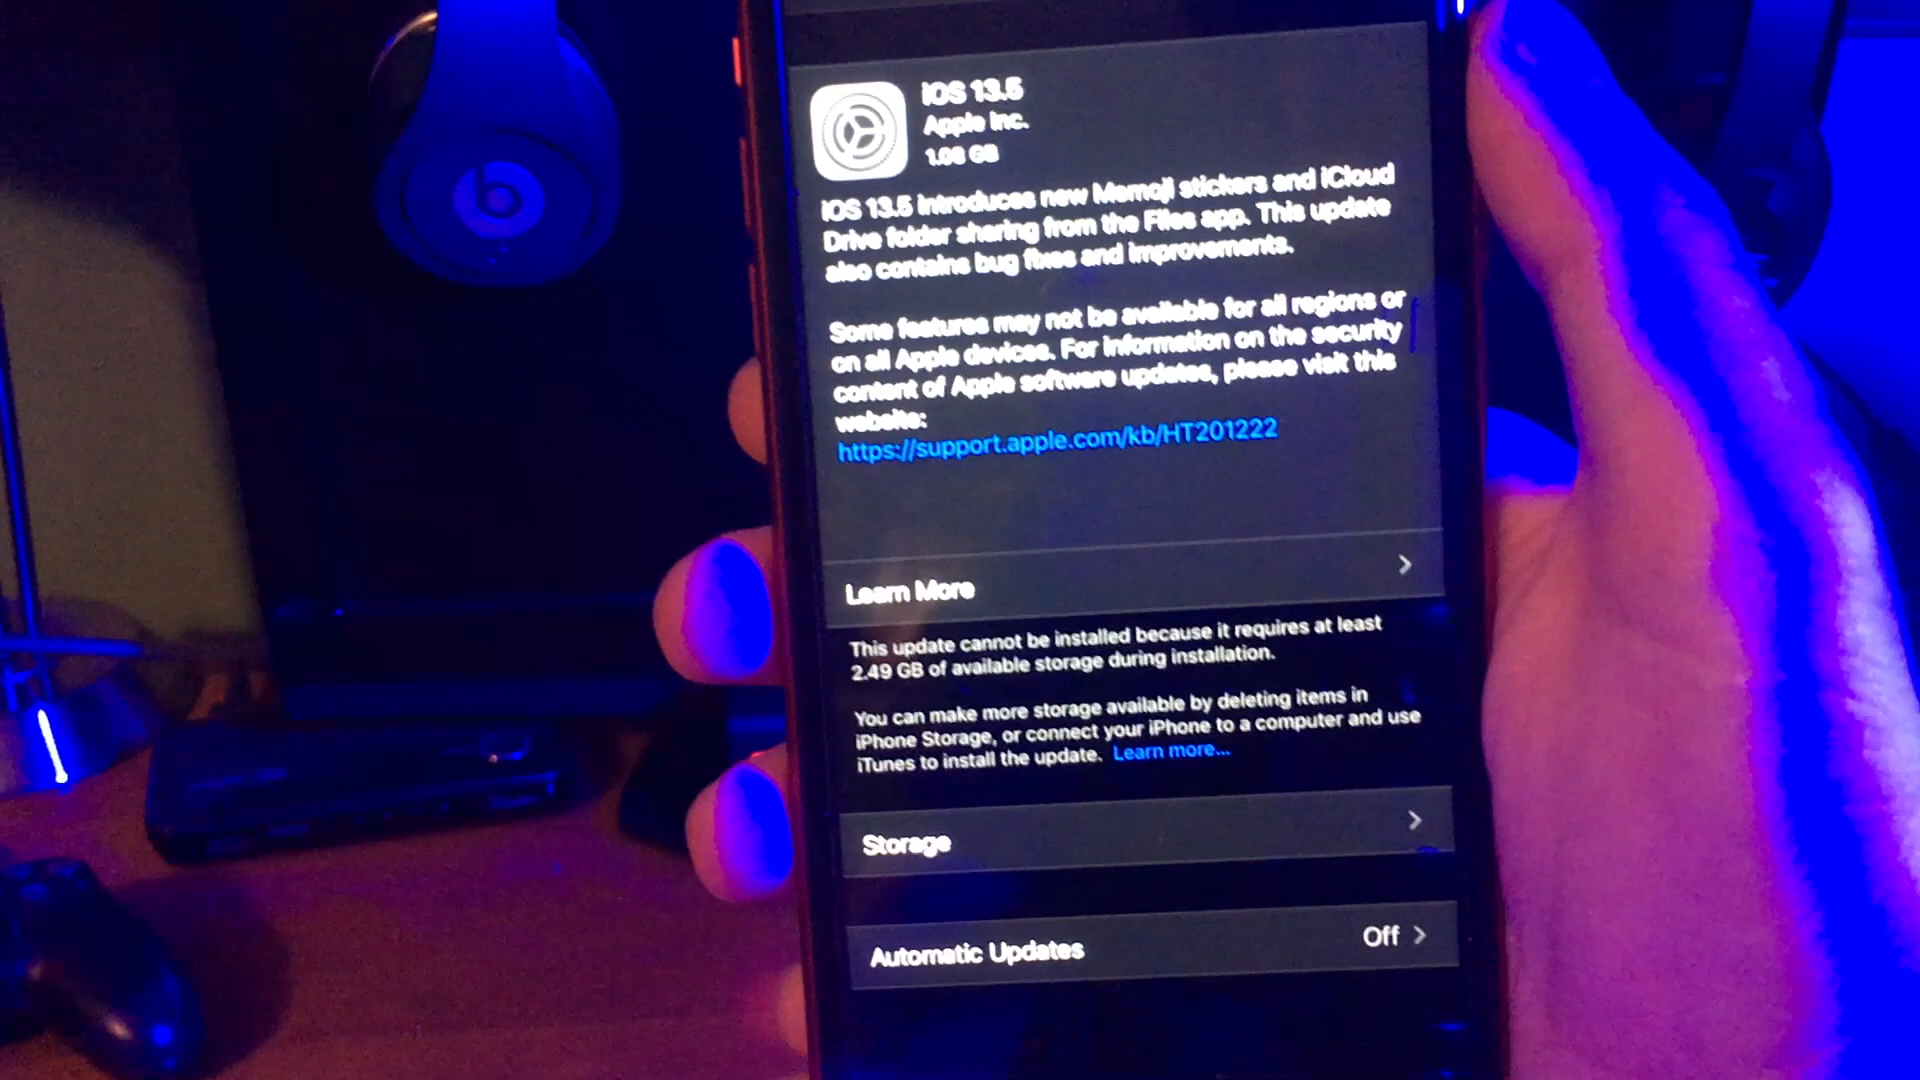 iOS 13.5
Apple Inc.
1.08 GB
iOS 13.5 introduces new Memoji stickers and iCloud
Drive folder sharing from the Files app. This update
also contains bug fixes and improvements.
Some features may not be available for all regions or
on all Apple devices. For information on the security
content of Apple software updates, please visit this
website:
https://support.apple.com/kb/HT201222
Learn More
This update cannot be installed because it requires at least
2.49 GB of available storage during installation.
You can make more storage available by deleting items in
iPhone Storage, or connect your iPhone to a computer and use
iTunes to install the update. Learn more...
Storage
Automatic Updates Off